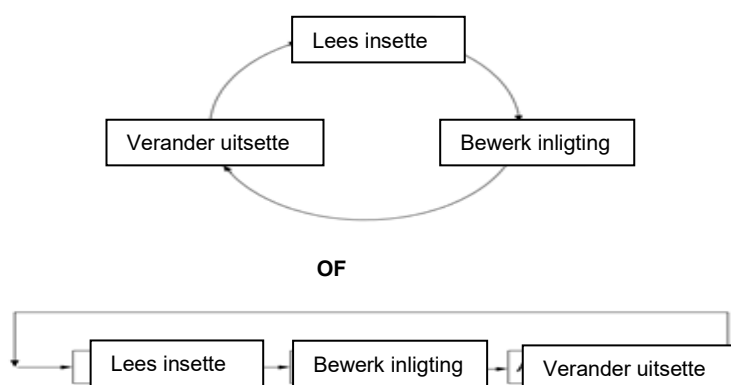 Lees insette
Verander uitsette
Bewerk inligting
OF
Lees insette
Bewerk inligting
Verander uitsette